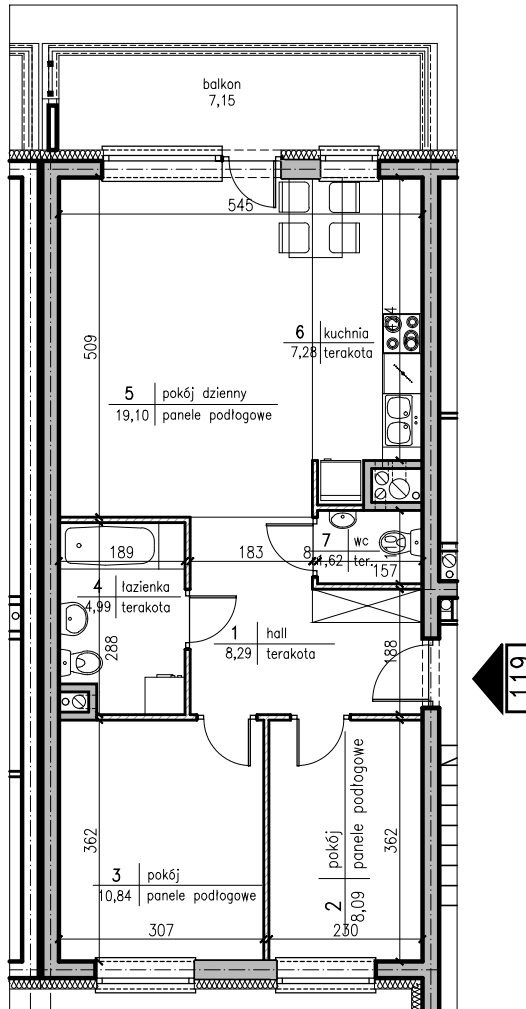 balkon
7,15
545
509
6 kuchnia
7,28 terakota
5 pokój dzienny
19,10 panele podłogowe
189
183
8
7 wc
1,62 ter.
157
4 łazienka
4,99 terakota
288
1 hall
8,29 terakota
188
119
362
3 pokój
10,84 panele podłogowe
307
2 pokój
8,09 panele podłogowe
362
230